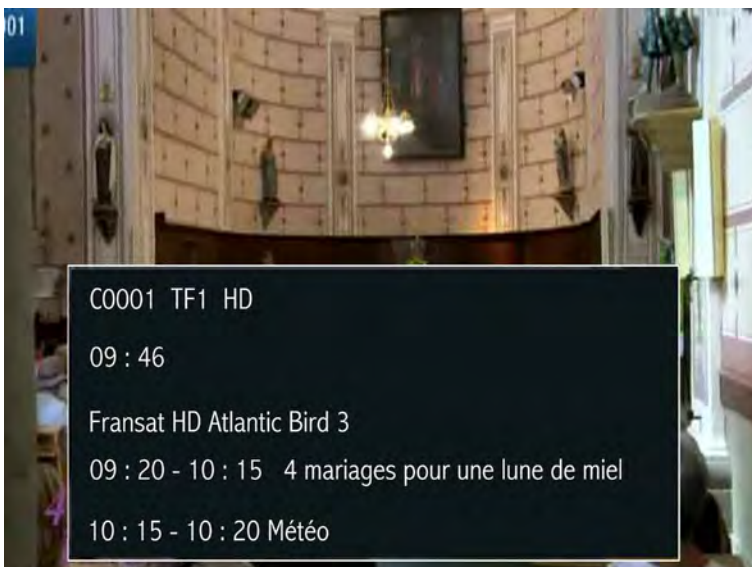 001
C0001 TF1 HD
09 : 46
Fransat HD Atlantic Bird 3
09 : 20 - 10 : 15 4 mariages pour une lune de miel
10 : 15 - 10 : 20 Météo